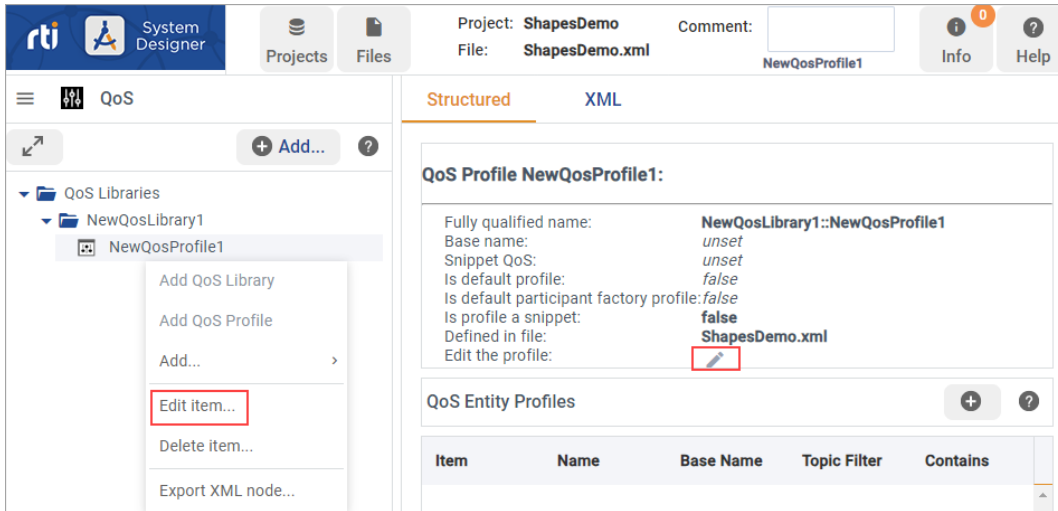 rti
System
Designer
Projects
Files
Project: ShapesDemo
File: ShapesDemo.xml
Comment:
NewQosProfile1
0
Info
Help
QoS
Add...
QoS Libraries
NewQosLibrary1
NewQosProfile1
Add QoS Library
Add QoS Profile
Add...
Edit item...
Delete item...
Export XML node...
Structured XML
QoS Profile NewQosProfile1:
Fully qualified name: NewQosLibrary1::NewQosProfile1
Base name: unset
Snippet QoS: unset
Is default profile: false
Is default participant factory profile: false
Is profile a snippet: false
Defined in file: ShapesDemo.xml
Edit the profile:
QoS Entity Profiles
Item Name Base Name Topic Filter Contains